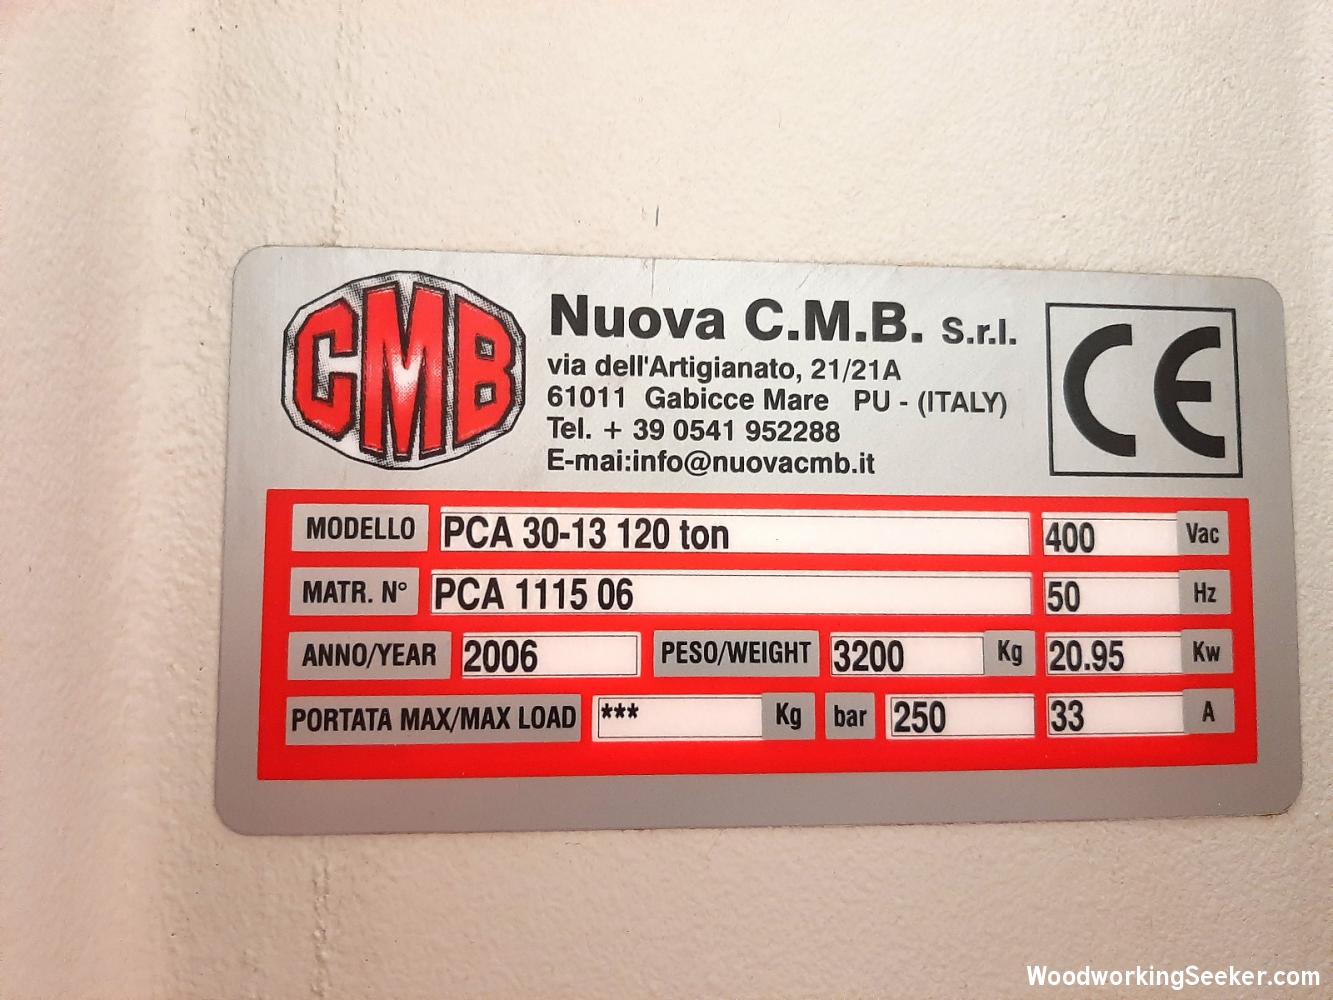 CMB
Nuova C.M.B. S.r.l.
via dell'Artigianato, 21/21A
61011 Gabicce Mare PU - (ITALY)
Tel. + 39 0541 952288
E-mai:info@nuovacmb.it
CE
MODELLO PCA 30-13 120 ton 400 Vac
MATR. N° PCA 1115 06 50 Hz
ANNO/YEAR 2006 PESO/WEIGHT 3200 Kg 20.95 Kw
PORTATA MAX/MAX LOAD *** Kg bar 250 33 A
WoodworkingSeeker.com